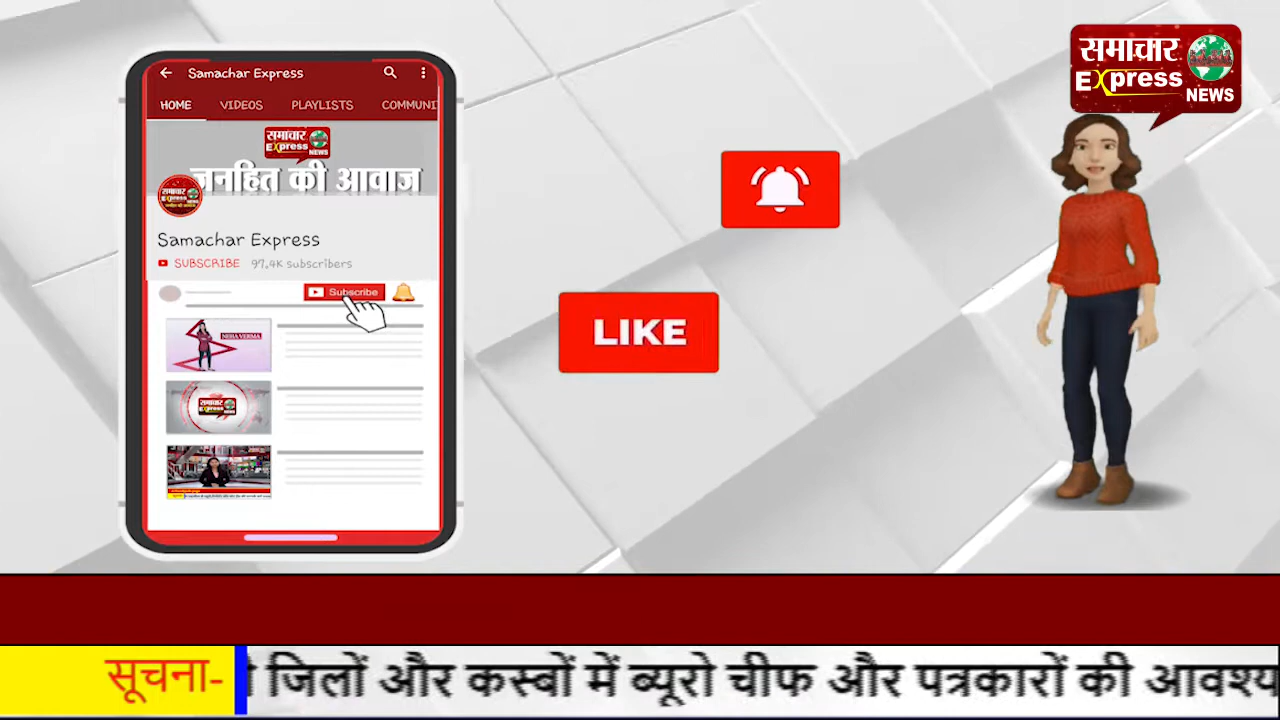 Samachar Express
HOME VIDEOS PLAYLISTS COMMUNI
समाचार
Express
NEWS
जनहित की आवाज
Samachar Express
SUBSCRIBE 97.4K subscribers
Subscribe
NEHA VERMA
LIKE
समाचार
Express
NEWS
सूचना- जिलों और कस्बों में ब्यूरो चीफ और पत्रकारों की आवश्य